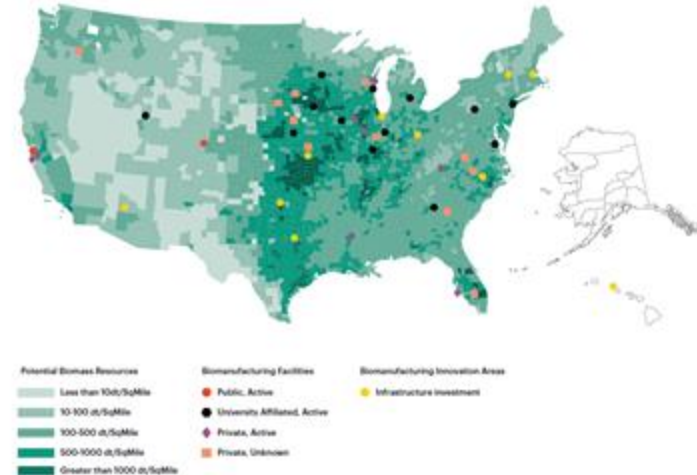 Potential Biomass Resources
Less than 10dt/SqMile
10-100 dt/SqMile
100-500 dt/SqMile
500-1000 dt/SqMile
Greater than 1000 dt/SqMile
Biomanufacturing Facilities
Public, Active
University Affiliated, Active
Private, Active
Private, Unknown
Biomanufacturing Innovation Areas
Infrastructure investment